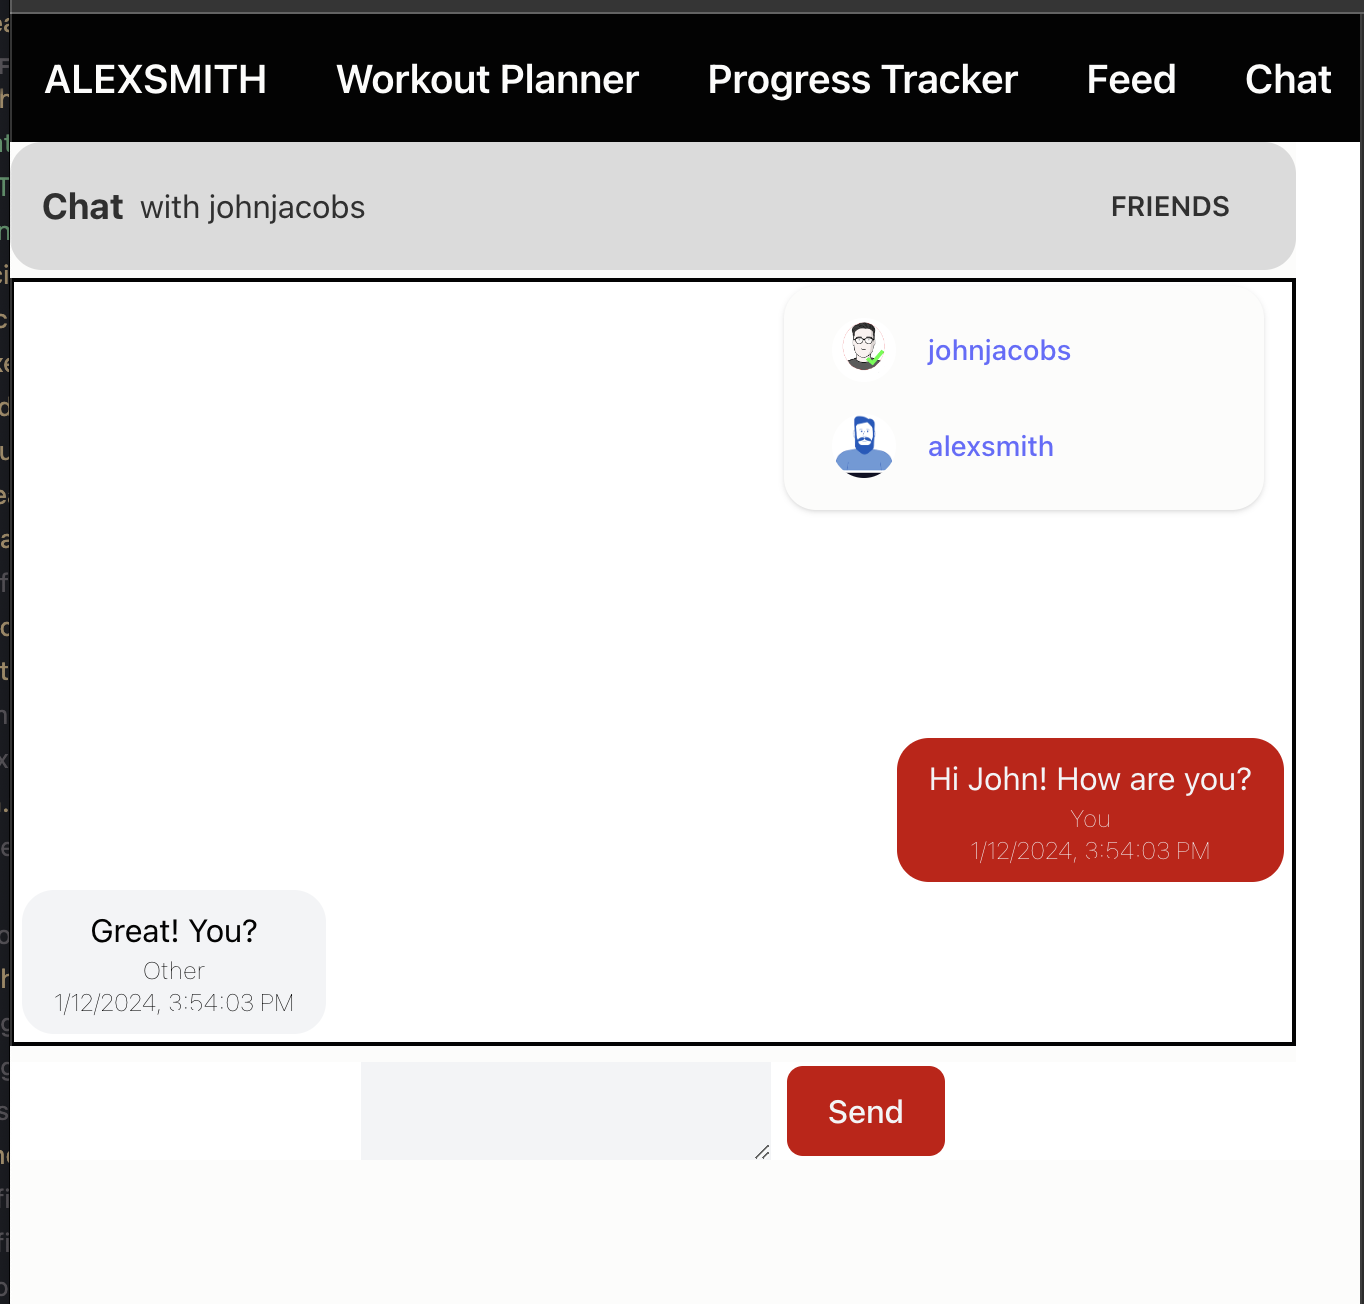 ALEXSMITH Workout Planner Progress Tracker Feed Chat
Chat with johnjacobs FRIENDS
johnjacobs
alexsmith
Hi John! How are you?
You
1/12/2024, 3:54:03 PM
Great! You?
Other
1/12/2024, 3:54:03 PM
Send